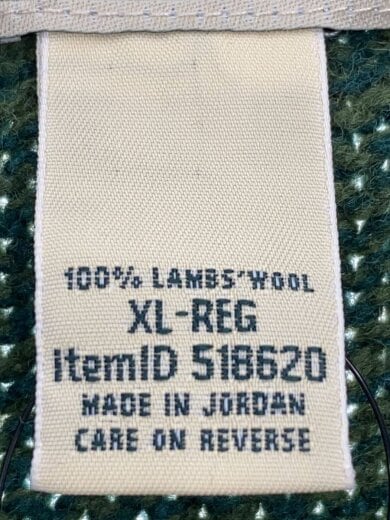 100% LAMBS' WOOL
XL-REG
ItemID 518620
MADE IN JORDAN
CARE ON REVERSE